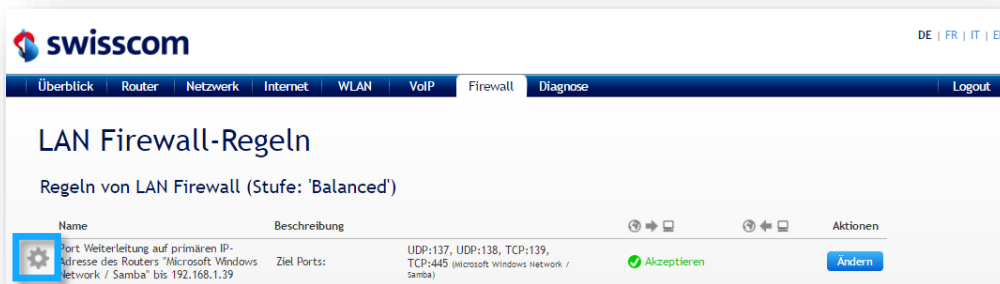 swisscom
DE | FR | IT |
Überblick Router Netzwerk Internet WLAN VoIP Firewall Diagnose Logout
LAN Firewall-Regeln
Regeln von LAN Firewall (Stufe: 'Balanced')
Name Beschreibung Aktionen
Port Weiterleitung auf primären IP-
Adresse des Routers "Microsoft Windows
Network / Samba" bis 192.168.1.39
Ziel Ports:
UDP:137, UDP:138, TCP:139,
TCP:445 (Microsoft Windows Network /
Samba)
Akzeptieren
Ändern